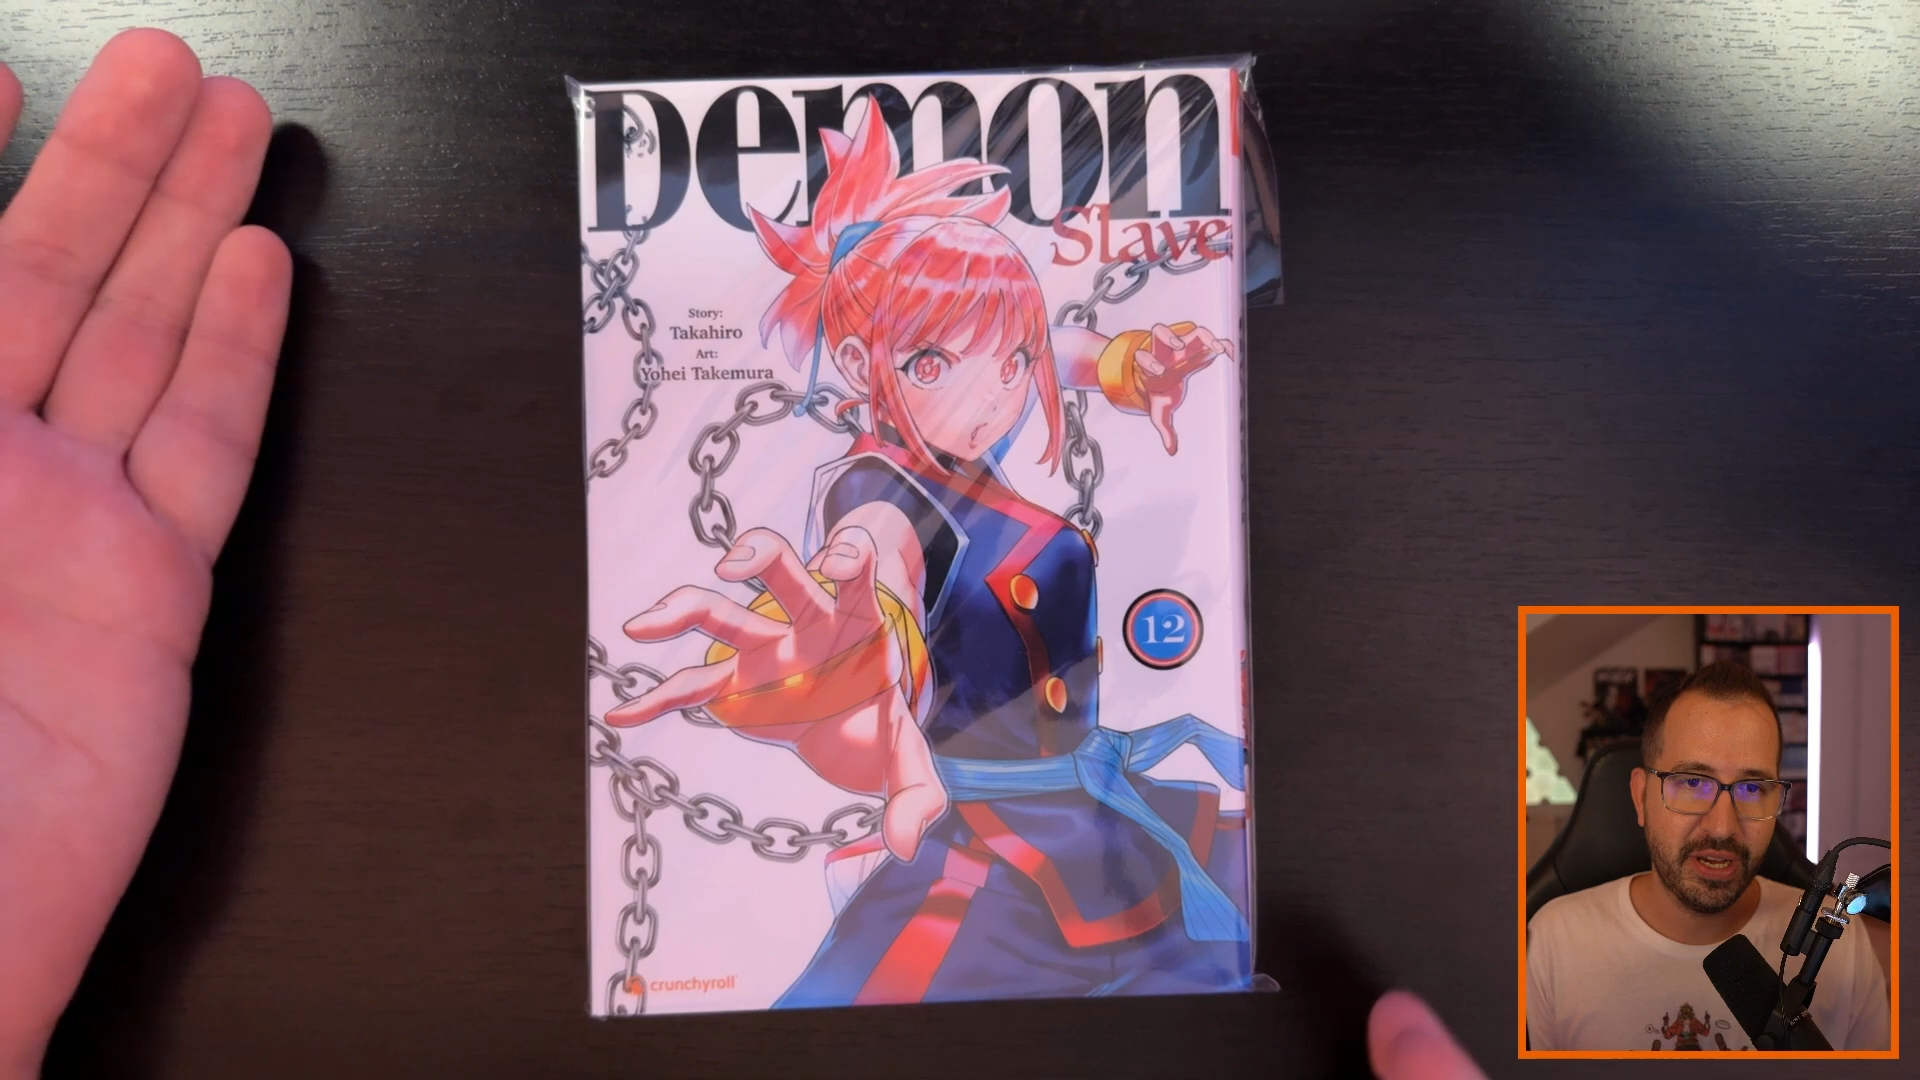 Demon
Slave
Story:
Takahiro
Art:
Yohei Takemura
12
crunchyroll